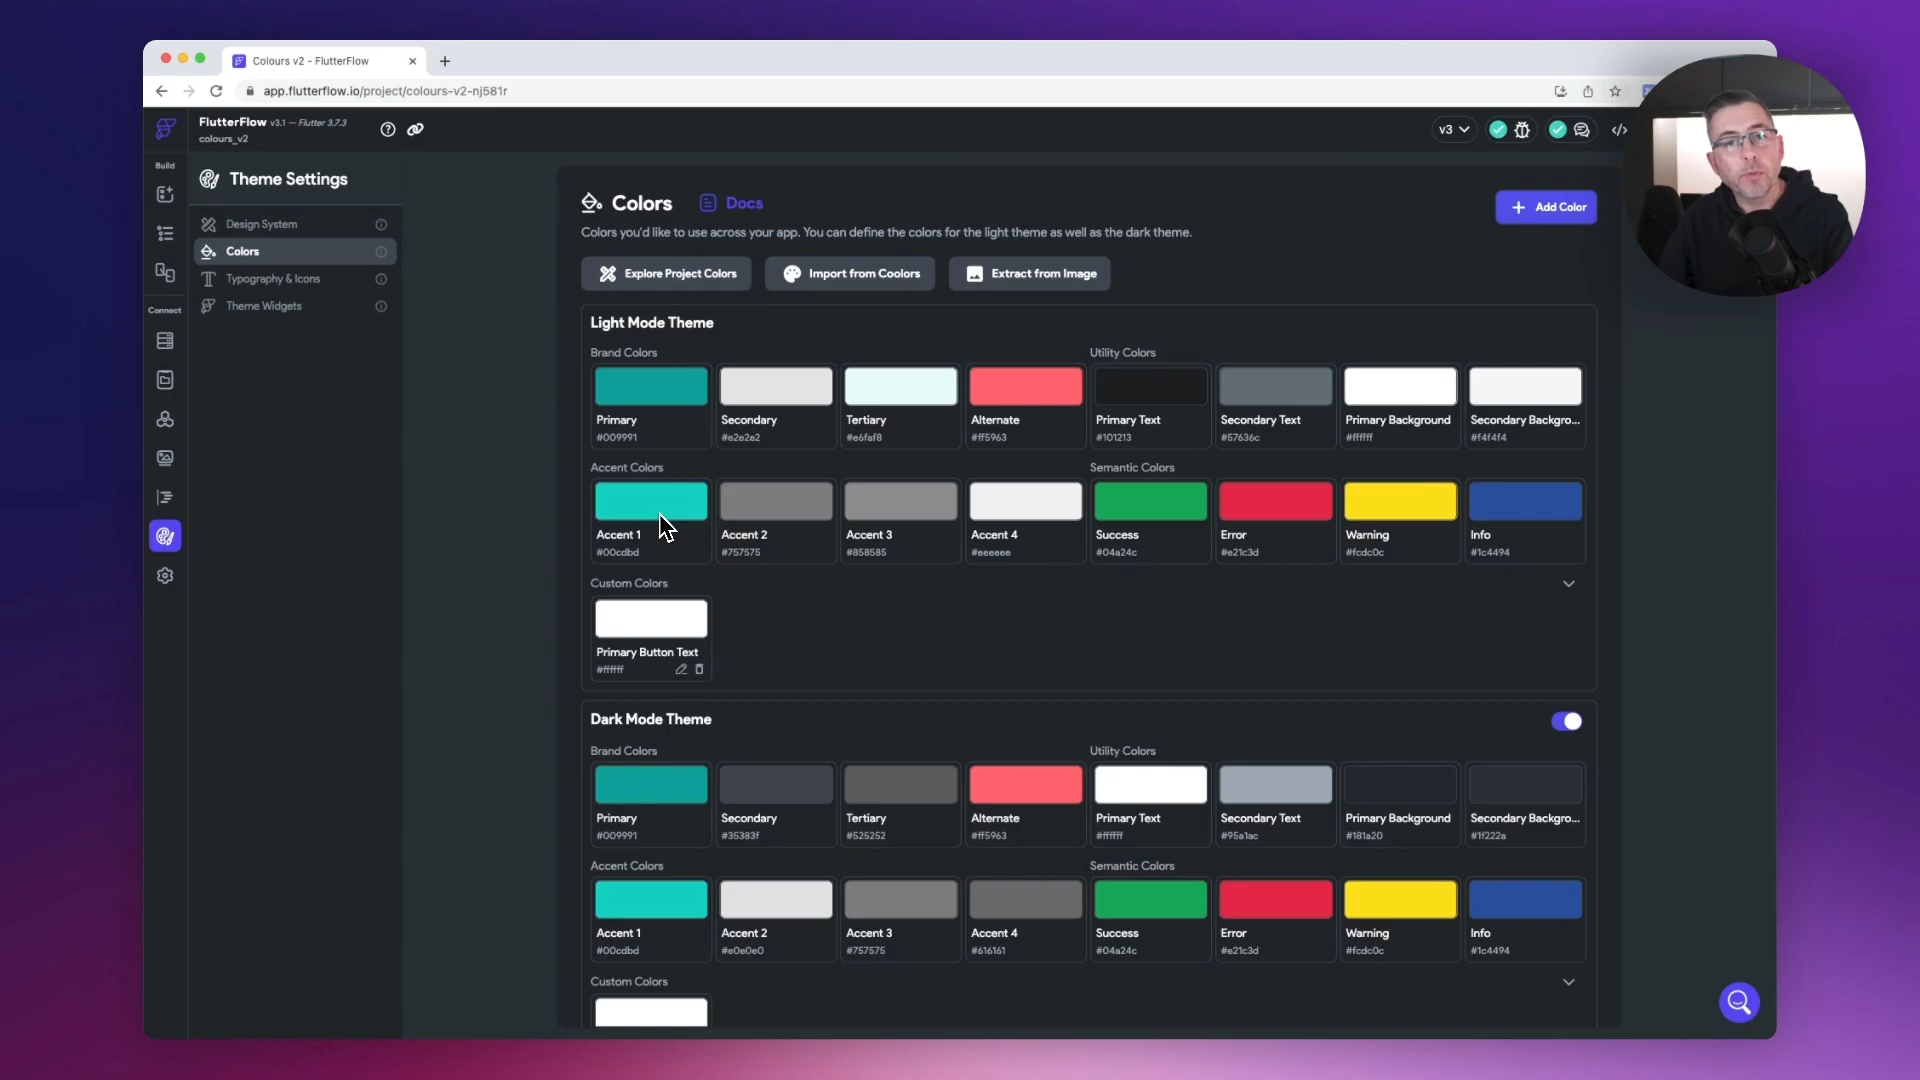 Colours v2 - FlutterFlow
app.flutterflow.io/project/colours-v2-nj581r
FlutterFlow v3.1 — Flutter 3.7.3
colours_v2
v3
Build
Connect
Theme Settings
Design System
Colors
Typography & Icons
Theme Widgets
Colors
Docs
Add Color
Colors you'd like to use across your app. You can define the colors for the light theme as well as the dark theme.
Explore Project Colors
Import from Coolors
Extract from Image
Light Mode Theme
Brand Colors
Utility Colors
Primary
Secondary
Tertiary
Alternate
Primary Text
Secondary Text
Primary Background
Secondary Backgro...
#009991
#e2e2e2
#e6faf8
#ff5963
#101213
#57636c
#ffffff
#f4f4f4
Accent Colors
Semantic Colors
Accent 1
Accent 2
Accent 3
Accent 4
Success
Error
Warning
Info
#00cdbd
#757575
#858585
#eeeeee
#04a24c
#e21c3d
#fcdc0c
#1c4494
Custom Colors
Primary Button Text
#ffffff
Dark Mode Theme
Brand Colors
Utility Colors
Primary
Secondary
Tertiary
Alternate
Primary Text
Secondary Text
Primary Background
Secondary Backgro...
#009991
#35383f
#525252
#ff5963
#ffffff
#95a1ac
#181a20
#1f222a
Accent Colors
Semantic Colors
Accent 1
Accent 2
Accent 3
Accent 4
Success
Error
Warning
Info
#00cdbd
#e0e0e0
#757575
#616161
#04a24c
#e21c3d
#fcdc0c
#1c4494
Custom Colors